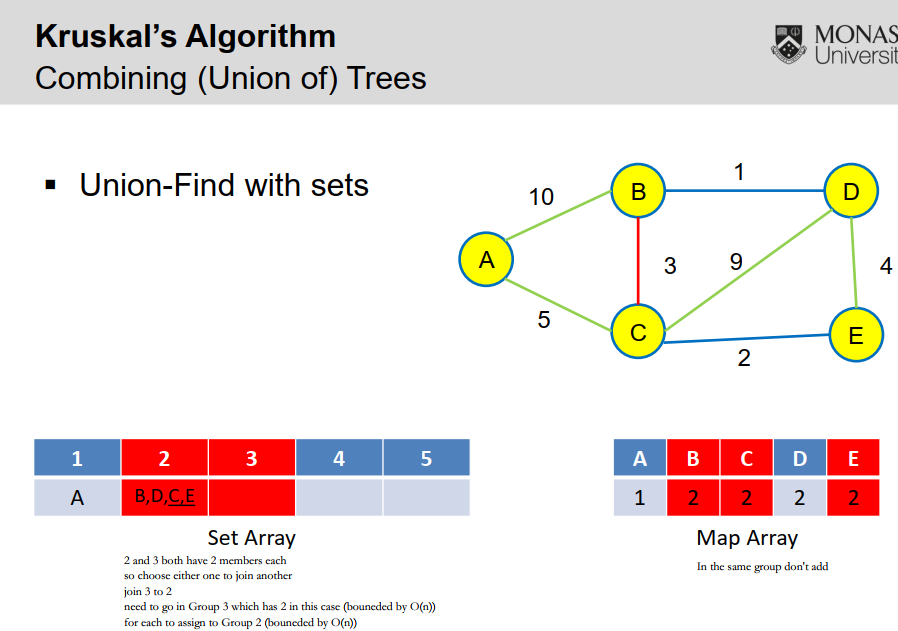 Kruskal's Algorithm
Combining (Union of) Trees
MONAS
Universit
▪ Union-Find with sets
10
1
B
D
A
3
9
4
5
C
E
2
1 2 3 4 5
A B,D,C,E
Set Array
2 and 3 both have 2 members each
so choose either one to join another
join 3 to 2
need to go in Group 3 which has 2 in this case (bouneded by O(n))
for each to assign to Group 2 (bouneded by O(n))
A B C D E
1 2 2 2 2
Map Array
In the same group don't add